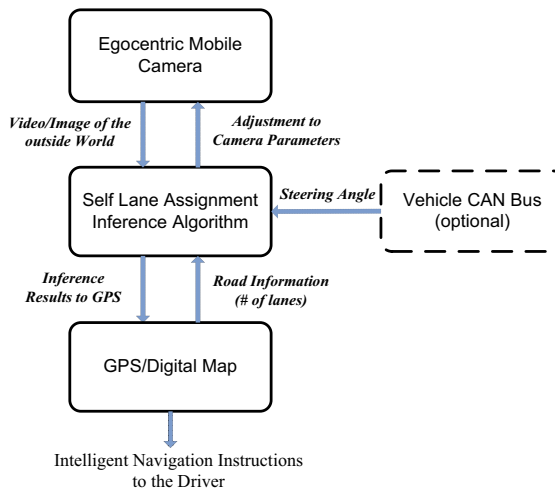 Egocentric Mobile
Camera
Video/Image of the
outside World
Adjustment to
Camera Parameters
Self Lane Assignment
Inference Algorithm
Steering Angle
Vehicle CAN Bus
(optional)
Inference
Results to GPS
Road Information
(# of lanes)
GPS/Digital Map
Intelligent Navigation Instructions
to the Driver